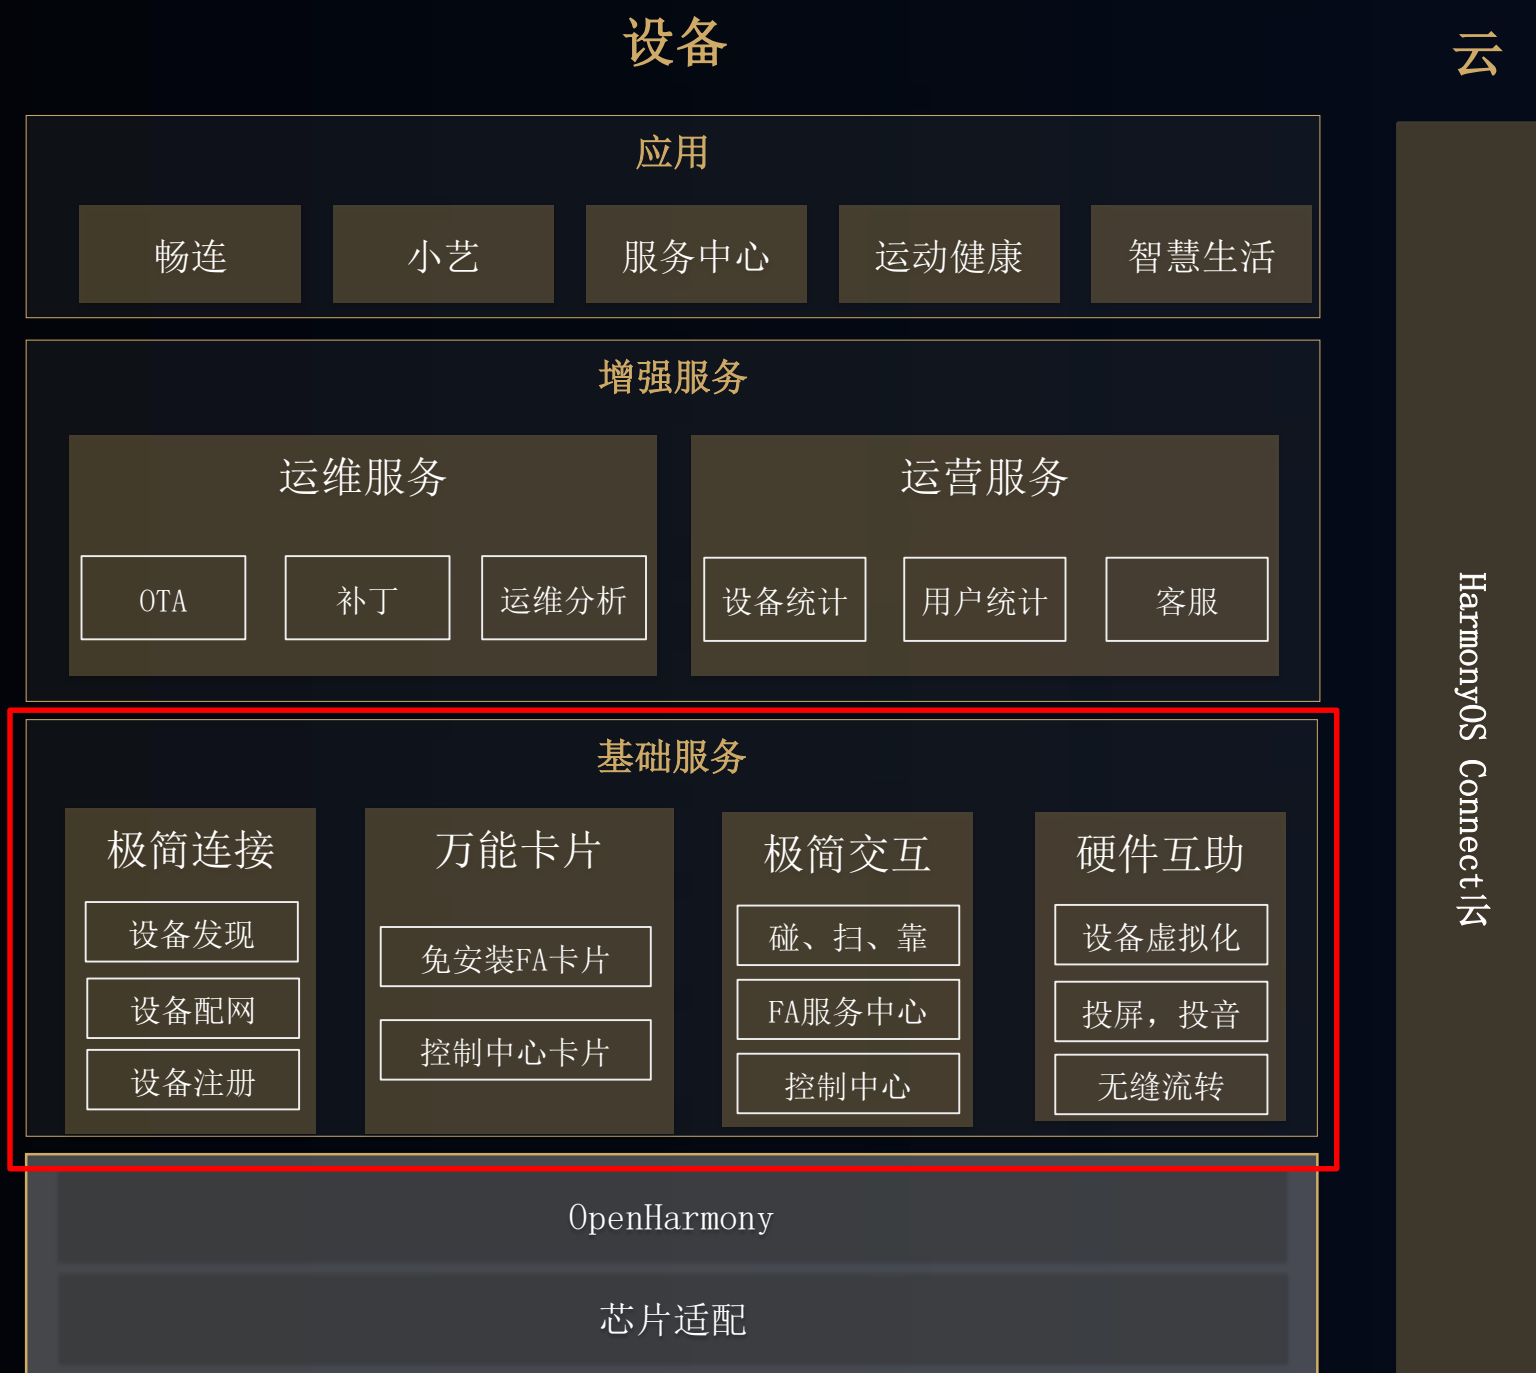 设备
云
应用
畅连
小艺
服务中心
运动健康
智慧生活
增强服务
运维服务
运营服务
OTA
补丁
运维分析
设备统计
用户统计
客服
基础服务
极简连接
设备发现
设备配网
设备注册
万能卡片
免安装FA卡片
控制中心卡片
极简交互
碰、扫、靠
FA服务中心
控制中心
硬件互助
设备虚拟化
投屏，投音
无缝流转
OpenHarmony
芯片适配
HarmonyOS Connect云